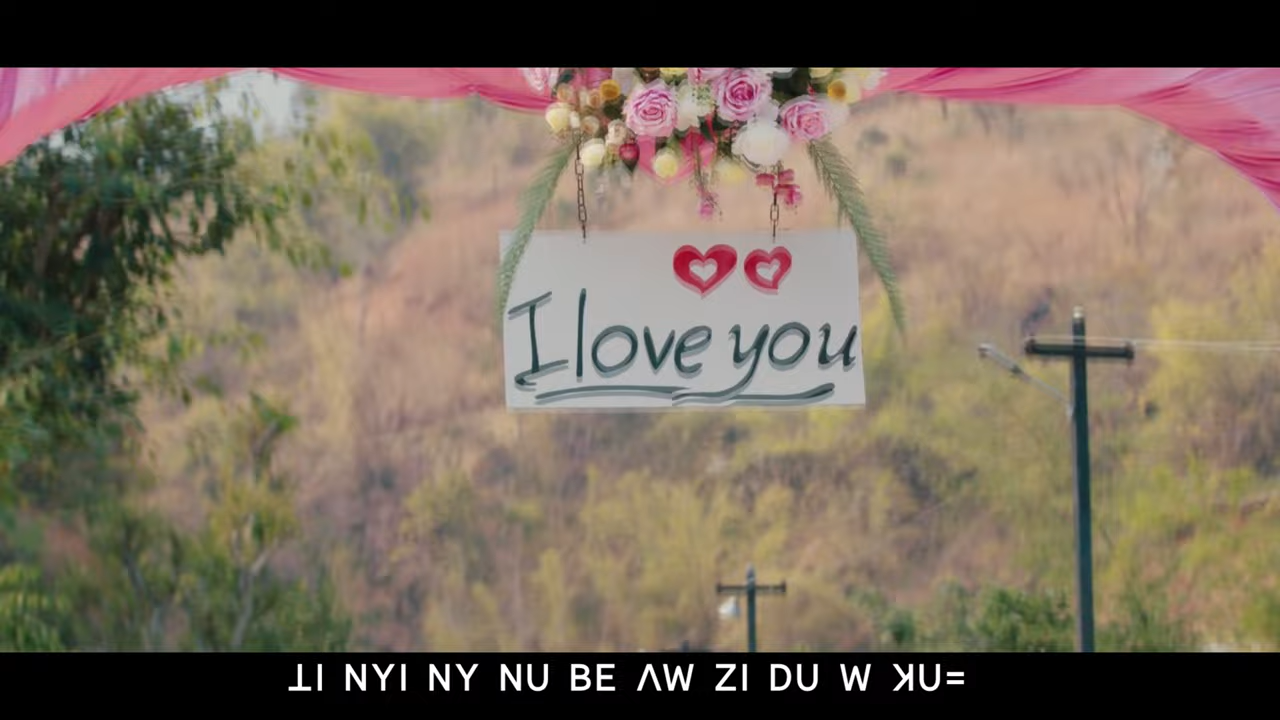 I love you
ꓕꓲ ꓠꓬꓲ ꓠꓬ ꓠꓴ ꓐꓰ ꓥꓪ ꓜꓲ ꓓꓴ ꓪ ꓘꓴ꓿